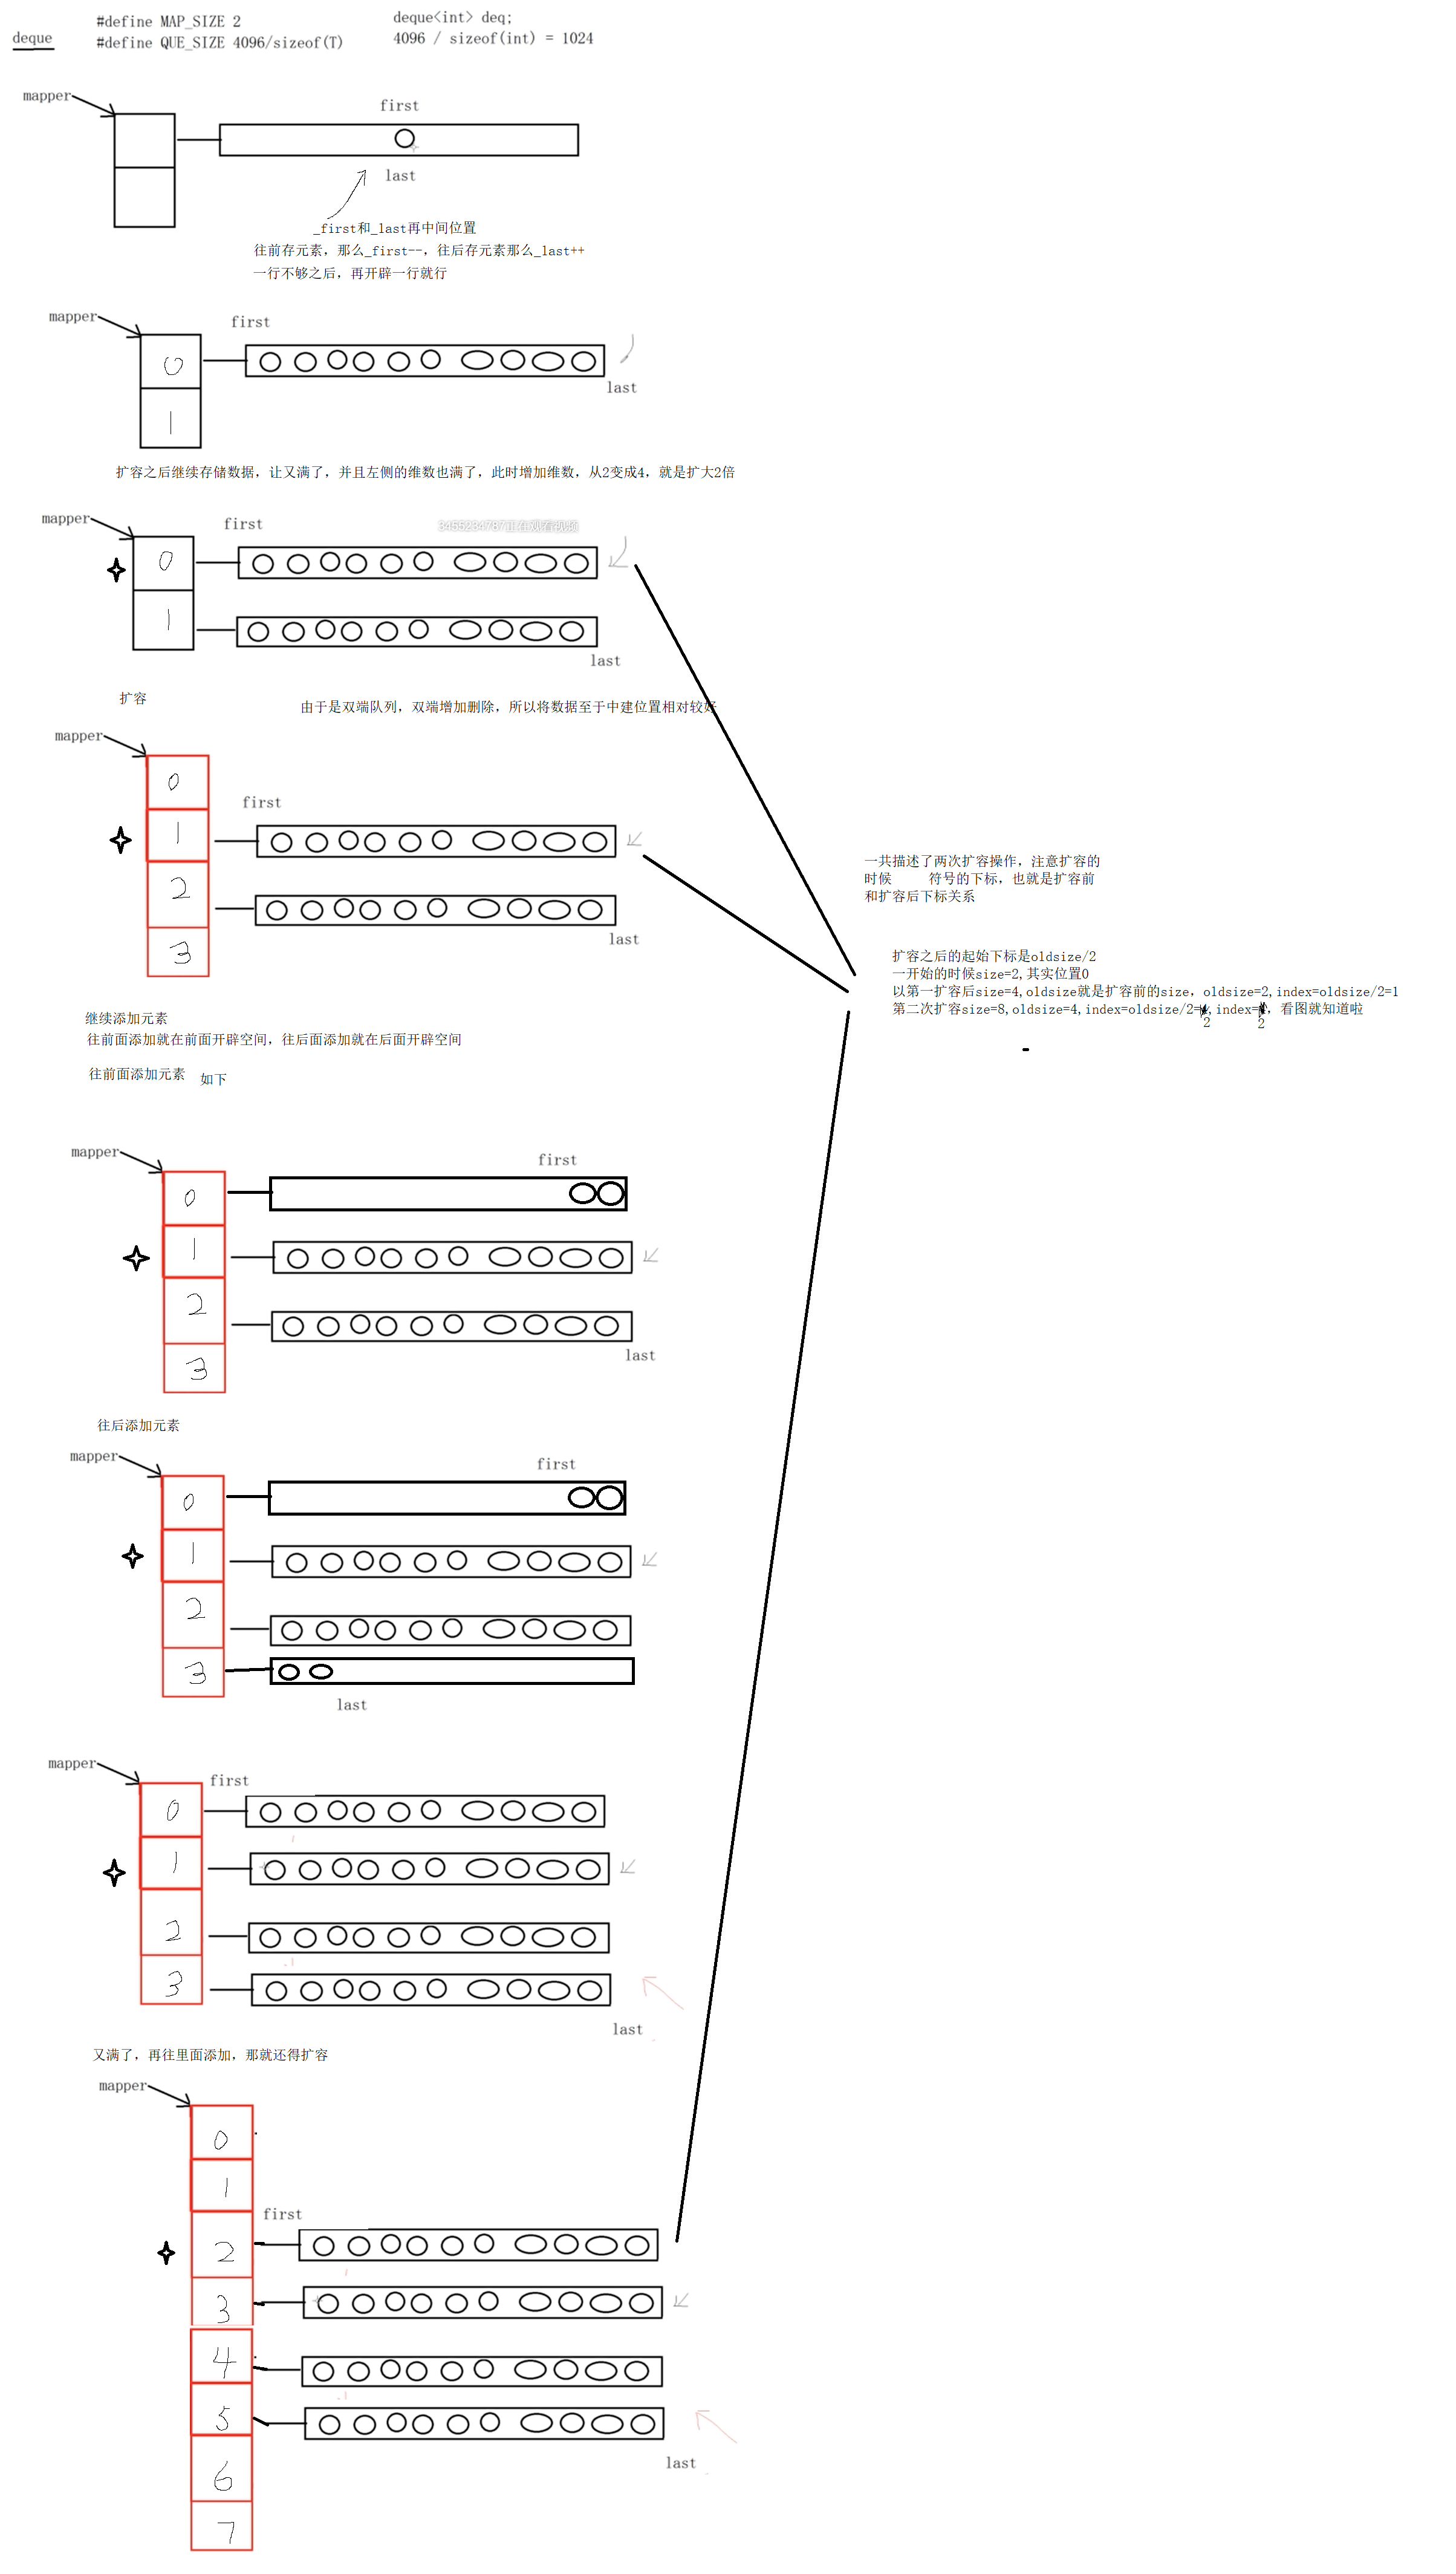 #define MAP_SIZE 2
deque<int> deq;
deque
#define QUE_SIZE 4096/sizeof(T)
4096 / sizeof(int) = 1024
mapper
first
last
_first和_last再中间位置
往前存元素，那么_first--，往后存元素那么_last++
一行不够之后，再开辟一行就行
mapper
first
0
1
last
扩容之后继续存储数据，让又满了，并且左侧的维数也满了，此时增加维数，从2变成4，就是扩大2倍
mapper
first
3455234787正在观看视频
0
1
last
扩容
由于是双端队列，双端增加删除，所以将数据至于中建位置相对较好
mapper
0
first
1
2
last
3
一共描述了两次扩容操作，注意扩容的
时候 符号的下标，也就是扩容前
和扩容后下标关系
扩容之后的起始下标是oldsize/2
一开始的时候size=2,其实位置0
以第一扩容后size=4,oldsize就是扩容前的size，oldsize=2,index=oldsize/2=1
第二次扩容size=8,oldsize=4,index=oldsize/2= ,index= ，看图就知道啦
2 2
继续添加元素
往前面添加就在前面开辟空间，往后面添加就在后面开辟空间
往前面添加元素 如下
mapper
first
0
1
2
last
3
往后添加元素
mapper
first
0
1
2
3
last
mapper
first
0
1
2
3
last
又满了，再往里面添加，那就还得扩容
mapper
0
1
first
2
3
4
5
last
6
7